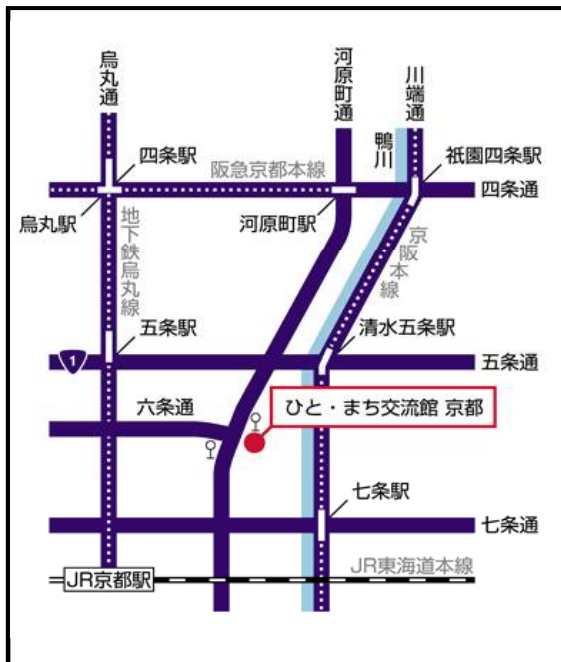 烏丸通
河原町通
川端通
鴨川
四条駅
阪急京都本線
祇園四条駅
四条通
烏丸駅
河原町駅
地下鉄烏丸線
京阪本線
五条駅
清水五条駅
1
五条通
六条通
ひと・まち交流館 京都
七条駅
七条通
JR東海道本線
JR京都駅